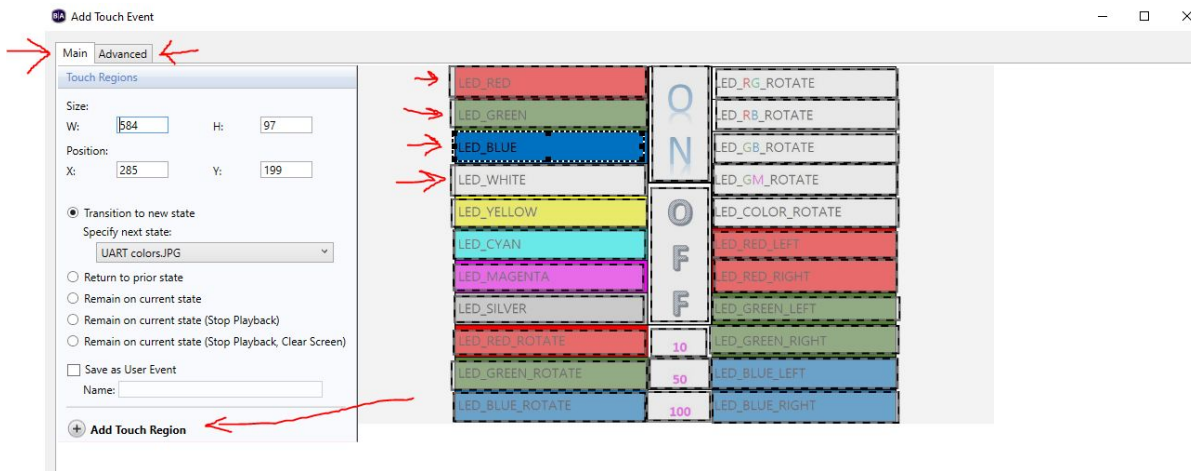 BA Add Touch Event
Main Advanced
Touch Regions
Size:
W: 584 H: 97
Position:
X: 285 Y: 199
Transition to new state
Specify next state:
UART colors.JPG
Return to prior state
Remain on current state
Remain on current state (Stop Playback)
Remain on current state (Stop Playback, Clear Screen)
Save as User Event
Name:
Add Touch Region
LED_RED
LED_GREEN
LED_BLUE
LED_WHITE
LED_YELLOW
LED_CYAN
LED_MAGENTA
LED_SILVER
LED_RED_ROTATE
LED_GREEN_ROTATE
LED_BLUE_ROTATE
ON
OFF
10
50
100
LED_RG_ROTATE
LED_RB_ROTATE
LED_GB_ROTATE
LED_GM_ROTATE
LED_COLOR_ROTATE
LED_RED_LEFT
LED_RED_RIGHT
LED_GREEN_LEFT
LED_GREEN_RIGHT
LED_BLUE_LEFT
LED_BLUE_RIGHT